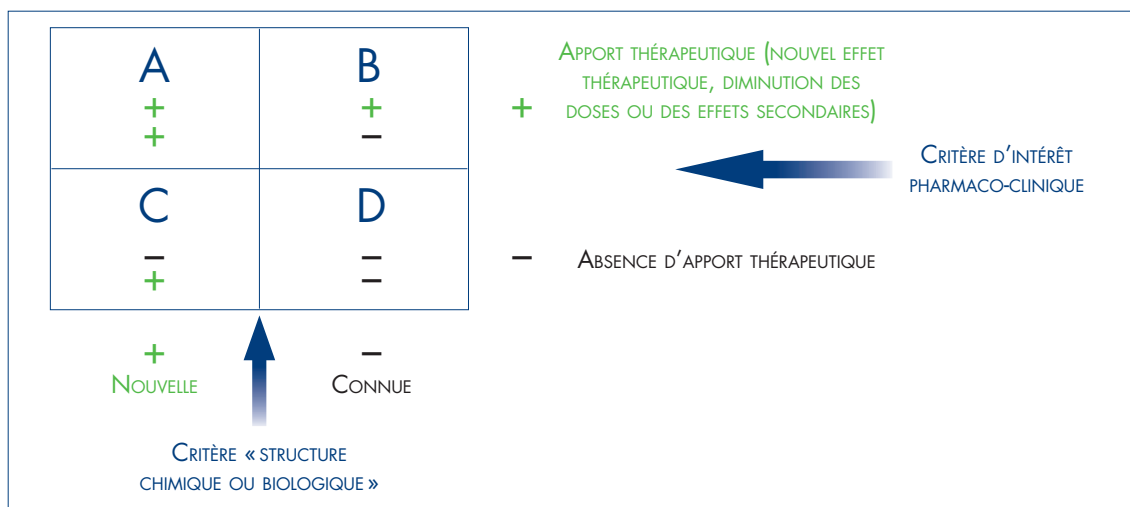 A B
+ +
+ −
+ Apport thérapeutique (nouvel effet
thérapeutique, diminution des
doses ou des effets secondaires)
Critère d'intérêt
pharmaco-clinique
C D
− −
+ −
− Absence d'apport thérapeutique
+ −
Nouvelle Connue
Critère « structure
chimique ou biologique »